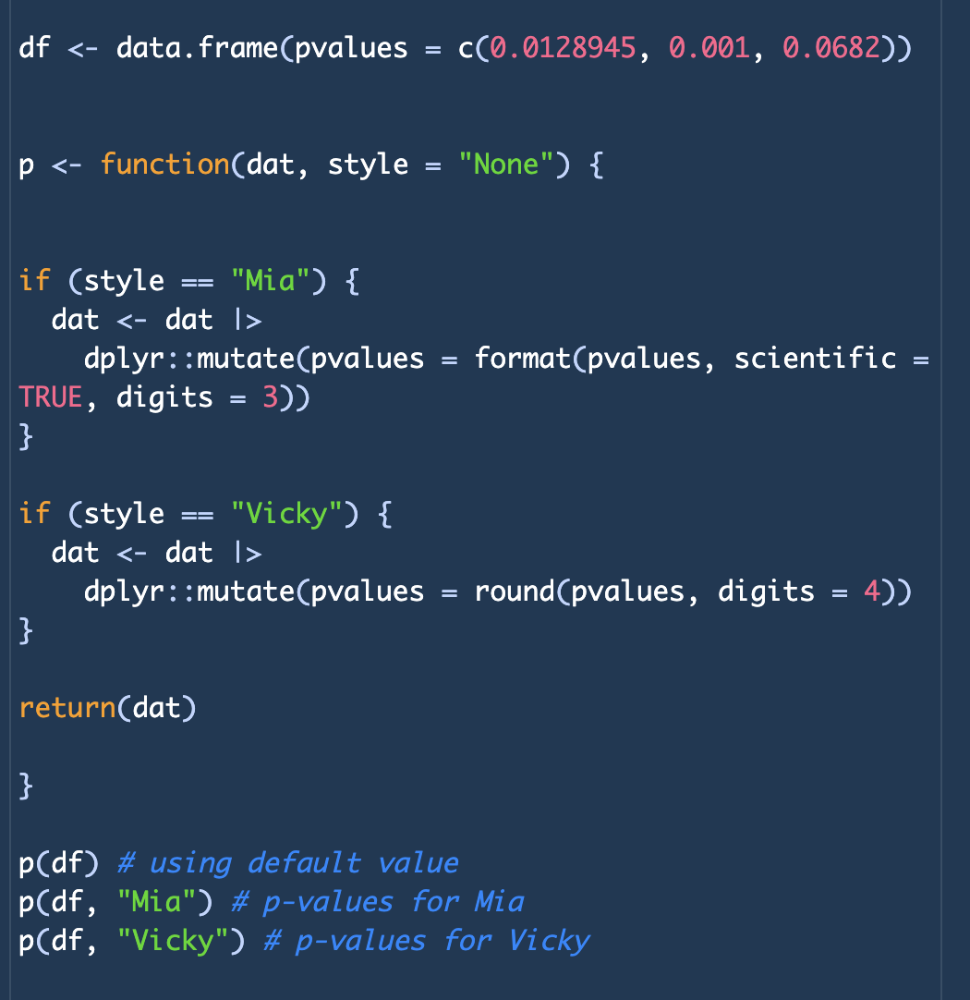 df <- data.frame(pvalues = c(0.0128945, 0.001, 0.0682))
p <- function(dat, style = "None") {
if (style == "Mia") {
  dat <- dat |>
    dplyr::mutate(pvalues = format(pvalues, scientific =
TRUE, digits = 3))
}
if (style == "Vicky") {
  dat <- dat |>
    dplyr::mutate(pvalues = round(pvalues, digits = 4))
}
return(dat)
}
p(df) # using default value
p(df, "Mia") # p-values for Mia
p(df, "Vicky") # p-values for Vicky